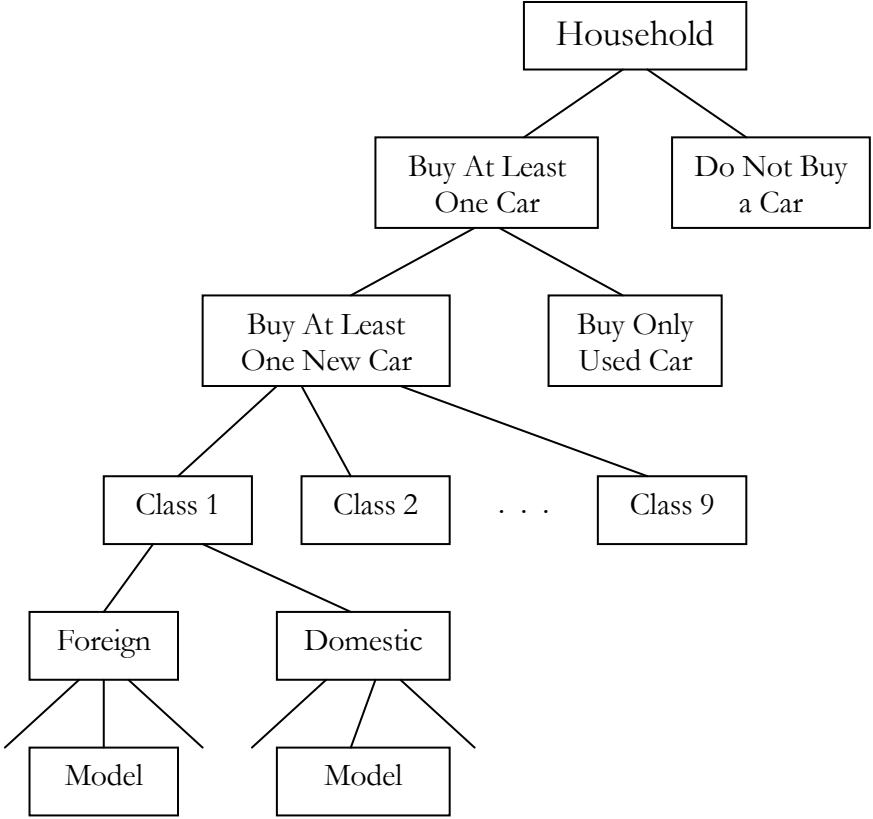 Household
Buy At Least
One Car
Do Not Buy
a Car
Buy At Least
One New Car
Buy Only
Used Car
Class 1
Class 2
. . .
Class 9
Foreign
Domestic
Model
Model